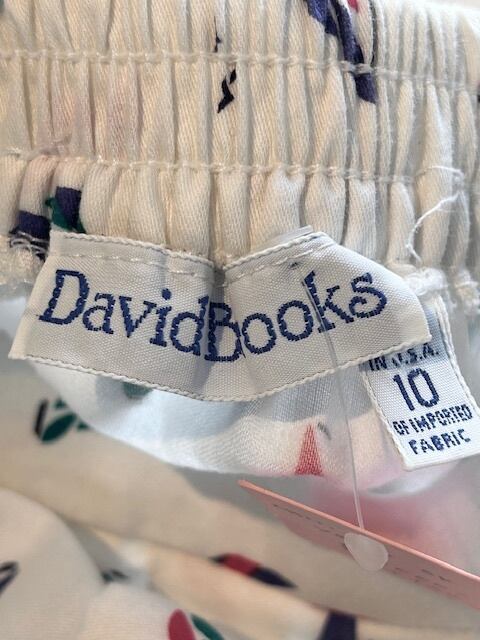 DavidBooks
IN U.S.A.
10
OF IMPORTED
FABRIC